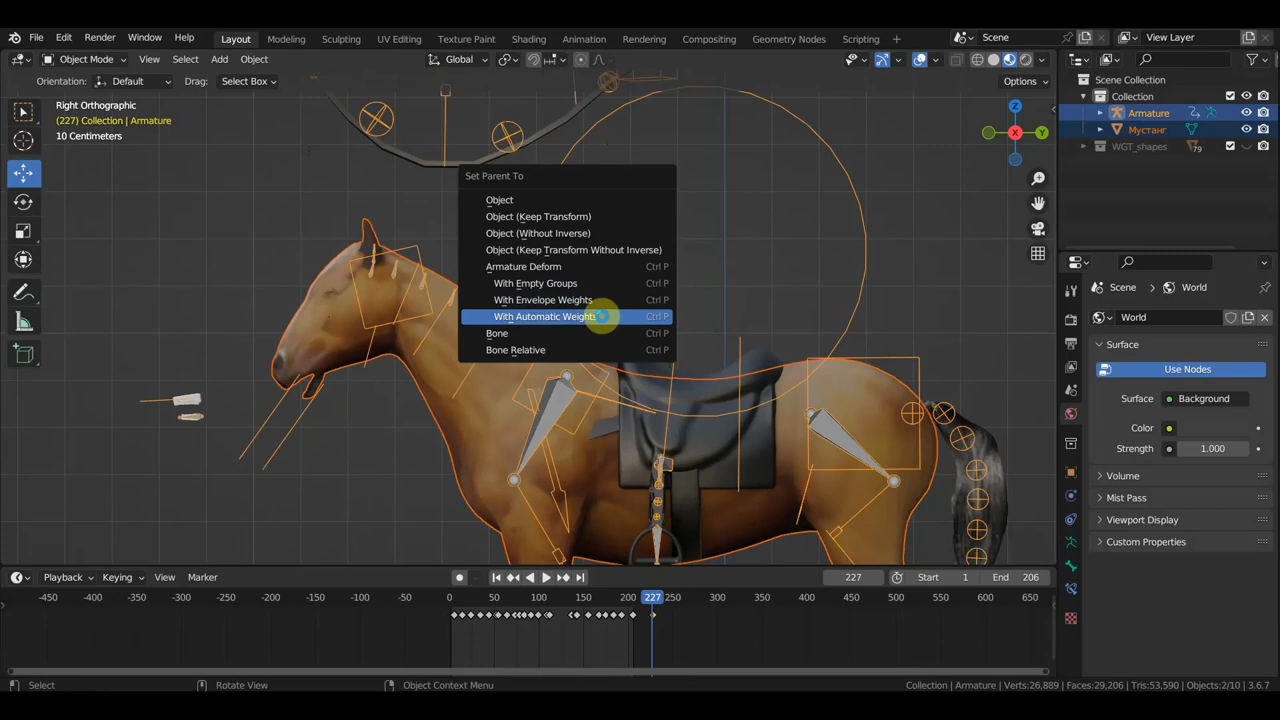 File Edit Render Window Help Layout Modeling Sculpting UV Editing Texture Paint Shading Animation Rendering Compositing Geometry Nodes Scripting + Scene View Layer
Object Mode View Select Add Object Global
Orientation: Default Drag: Select Box Options
Right Orthographic
(227) Collection | Armature
10 Centimeters
Set Parent To
Object
Object (Keep Transform)
Object (Without Inverse)
Object (Keep Transform Without Inverse)
Armature Deform Ctrl P
With Empty Groups Ctrl P
With Envelope Weights Ctrl P
With Automatic Weights Ctrl P
Bone Ctrl P
Bone Relative Ctrl P
Z
X
Y
Scene Collection
Collection
Armature
Мустанг
WGT_shapes 79
Scene World
World
Surface
Use Nodes
Surface Background
Color
Strength 1.000
Volume
Mist Pass
Viewport Display
Custom Properties
Playback Keying View Marker 227 Start 1 End 206
-450 -400 -350 -300 -250 -200 -150 -100 -50 0 50 100 150 200 227 250 300 350 400 450 500 550 600 650
Select Rotate View Object Context Menu Collection | Armature | Verts:26,889 | Faces:29,206 | Tris:53,590 | Objects:2/10 | 3.6.7